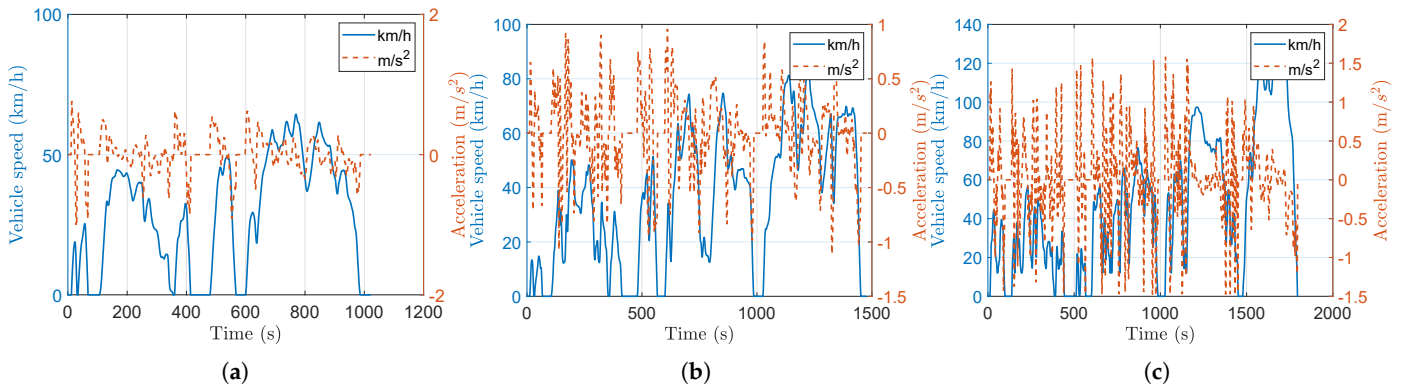 100
50
0
Vehicle speed (km/h)
2
0
-2
Acceleration (m/s²)
km/h
m/s²
0 200 400 600 800 1000 1200
Time (s)
(a)
100
80
60
40
20
0
Vehicle speed (km/h)
1
0.5
0
-0.5
-1
-1.5
Acceleration (m/s²)
km/h
m/s²
0 500 1000 1500
Time (s)
(b)
140
120
100
80
60
40
20
0
Vehicle speed (km/h)
2
1.5
1
0.5
0
-0.5
-1
-1.5
Acceleration (m/s²)
km/h
m/s²
0 500 1000 1500 2000
Time (s)
(c)